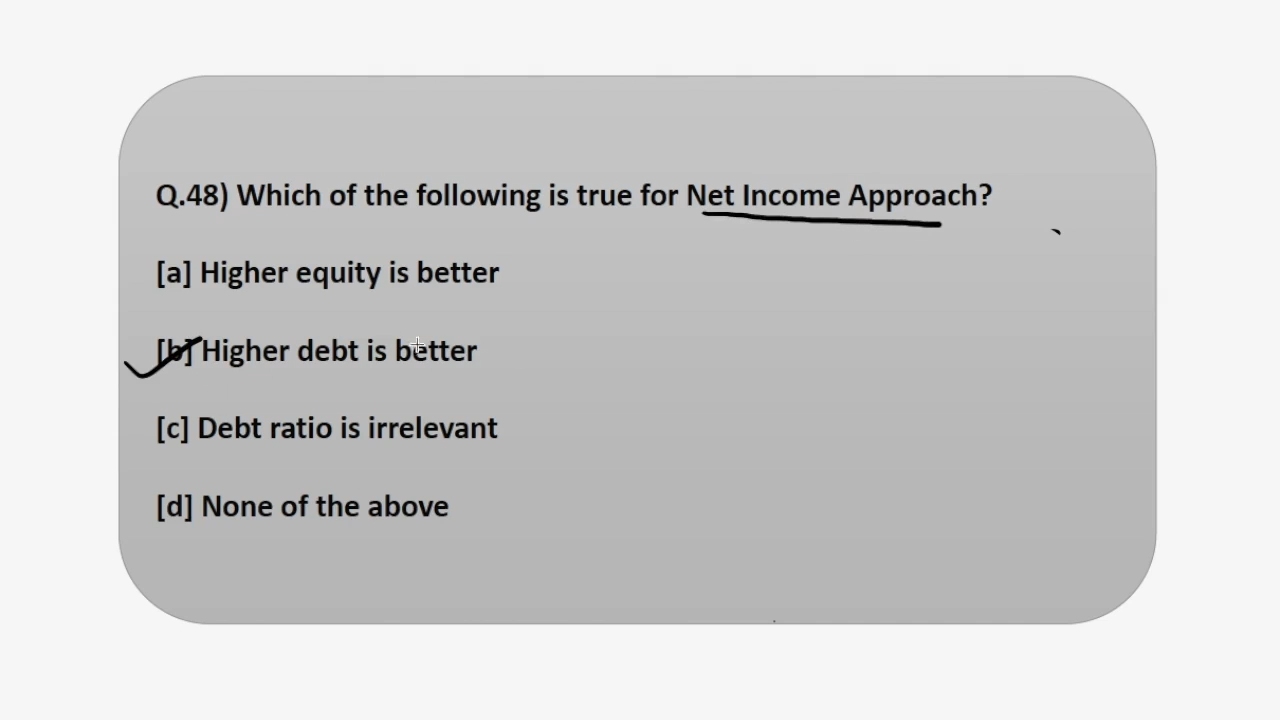 Q.48) Which of the following is true for Net Income Approach?
[a] Higher equity is better
[b] Higher debt is better
[c] Debt ratio is irrelevant
[d] None of the above